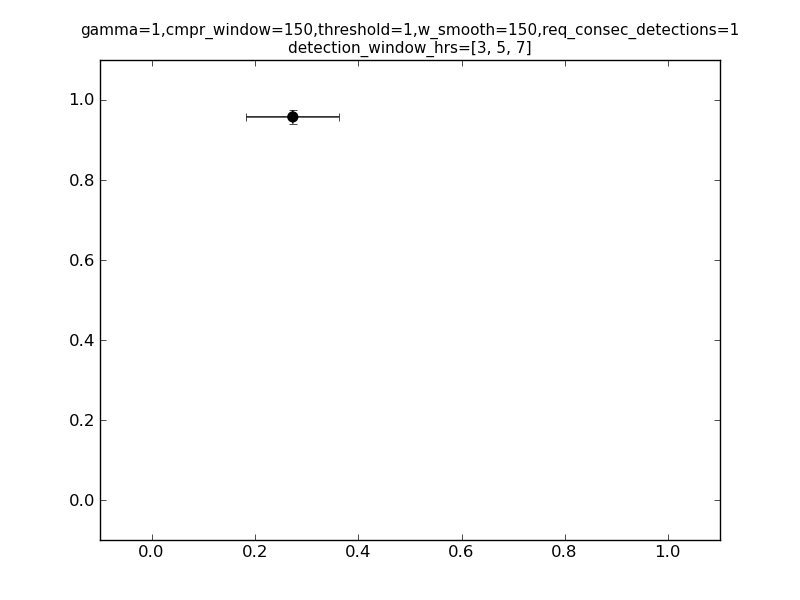 gamma=1,cmpr_window=150,threshold=1,w_smooth=150,req_consec_detections=1
detection_window_hrs=[3, 5, 7]
1.0
0.8
0.6
0.4
0.2
0.0
0.0 0.2 0.4 0.6 0.8 1.0